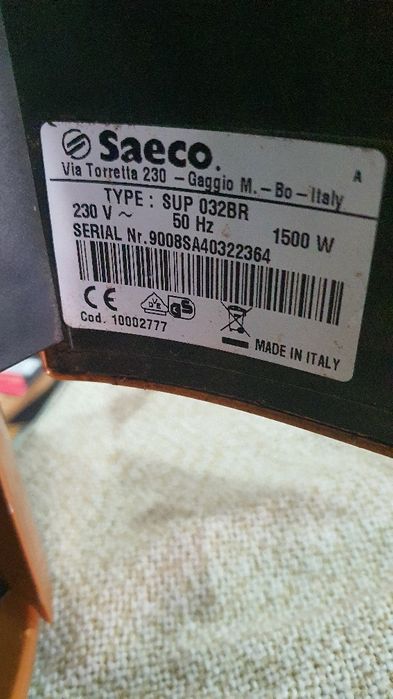 Saeco.
A
Via Torretta 230 - Gaggio M. - Bo - Italy
TYPE : SUP 032BR
230 V ~ 50 Hz 1500 W
SERIAL Nr. 9008SA40322364
CE
Cod. 10002777
MADE IN ITALY